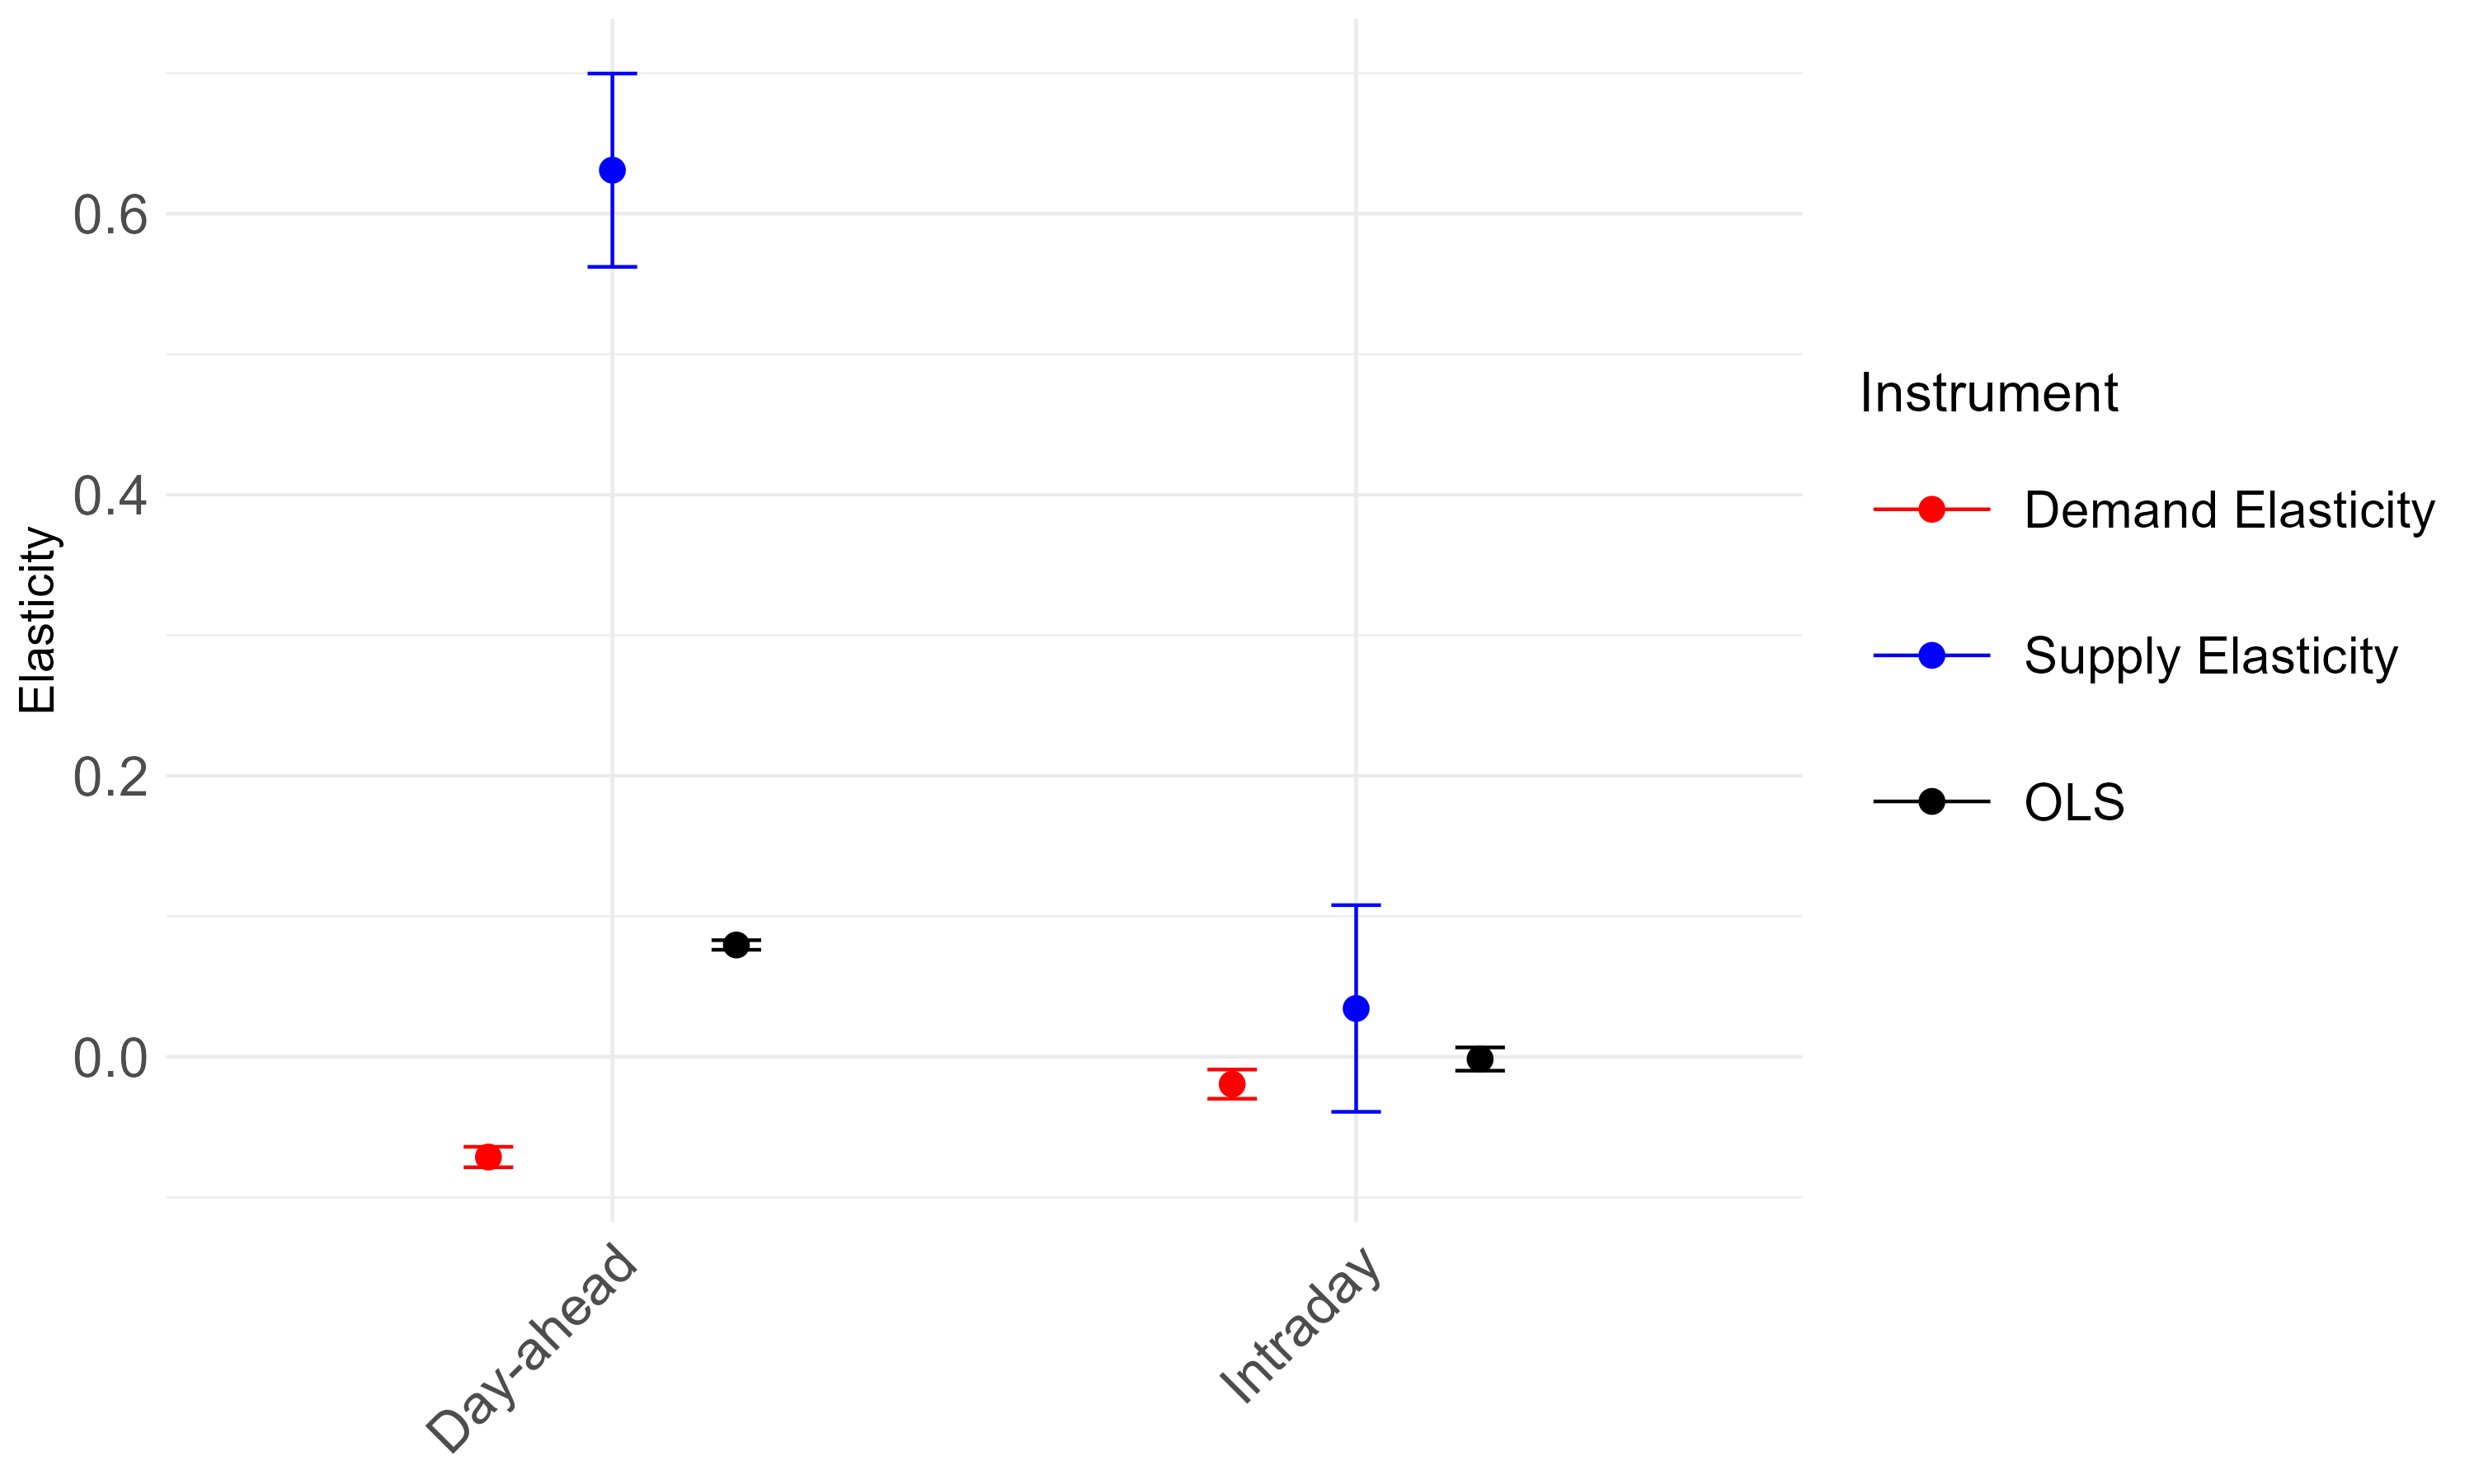 Elasticity
0.6
0.4
0.2
0.0
Day-ahead
Intraday
Instrument
Demand Elasticity
Supply Elasticity
OLS